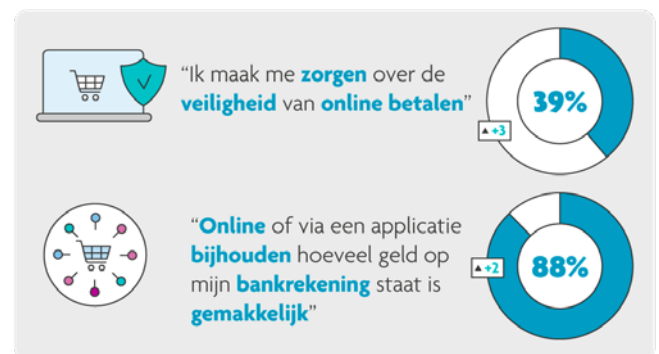 “Ik maak me zorgen over de
veiligheid van online betalen”
39%
▲ +3
“Online of via een applicatie
bijhouden hoeveel geld op
mijn bankrekening staat is
gemakkelijk”
88%
▲ +2